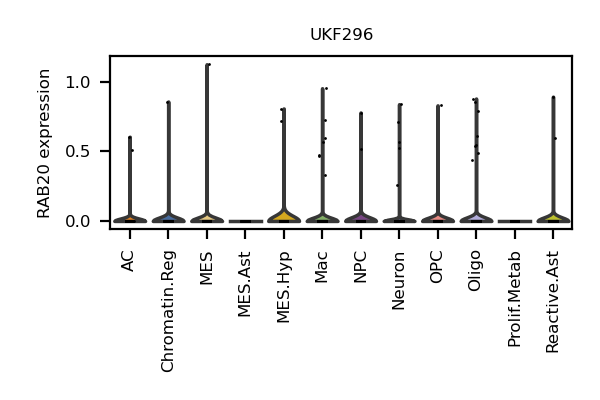 UKF296
RAB20 expression
1.0
0.5
0.0
AC
Chromatin.Reg
MES
MES.Ast
MES.Hyp
Mac
NPC
Neuron
OPC
Oligo
Prolif.Metab
Reactive.Ast